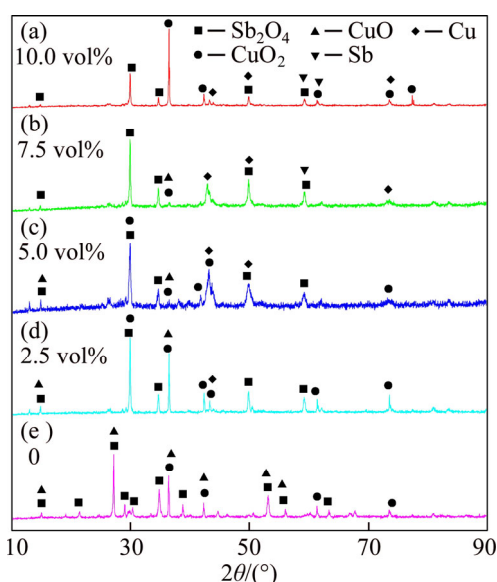 (a) ■—Sb₂O₄ ▲—CuO ◆—Cu
10.0 vol% ●—CuO₂ ▼—Sb
(b)
7.5 vol%
(c)
5.0 vol%
(d)
2.5 vol%
(e)
0
10 30 50 70 90
2θ/(°)